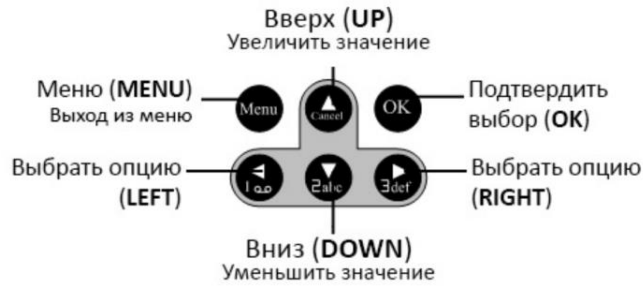 Вверх (UP)
Увеличить значение
Меню (MENU)
Выход из меню
Menu
Cancel
OK
Подтвердить
выбор (OK)
Выбрать опцию
(LEFT)
1
2abc
3def
Выбрать опцию
(RIGHT)
Вниз (DOWN)
Уменьшить значение